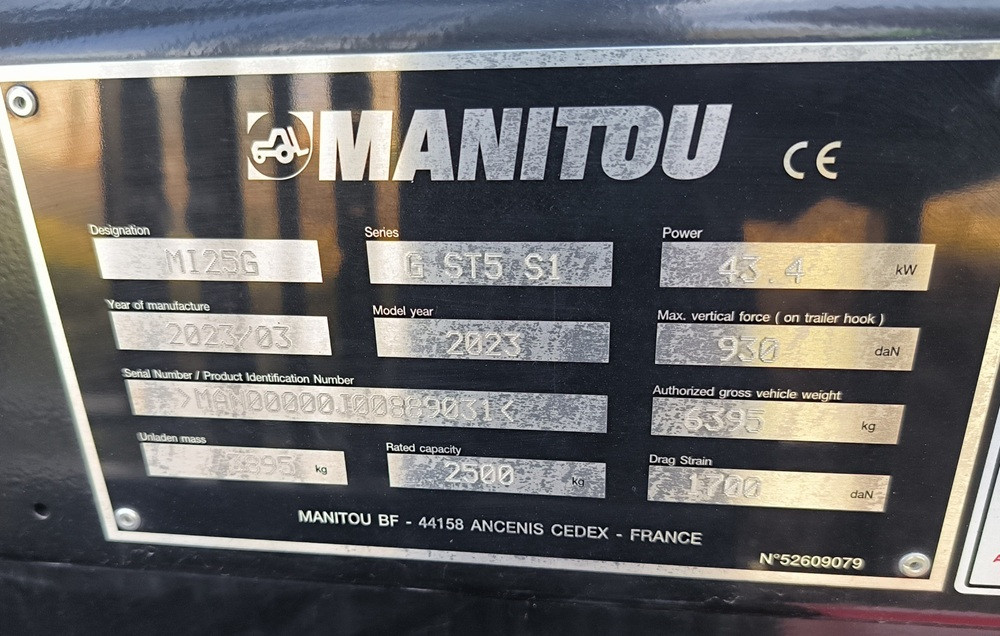 MANITOU CE
Designation
MI25G
Series
G ST5 S1
Power
43.4 kW
Year of manufacture
2023/03
Model year
2023
Max. vertical force ( on trailer hook )
930 daN
Serial Number / Product Identification Number
>MAN00000I00889031<
Authorized gross vehicle weight
6395 kg
Unladen mass
kg
Rated capacity
2500 kg
Drag Strain
1700 daN
MANITOU BF - 44158 ANCENIS CEDEX - FRANCE
N°52609079